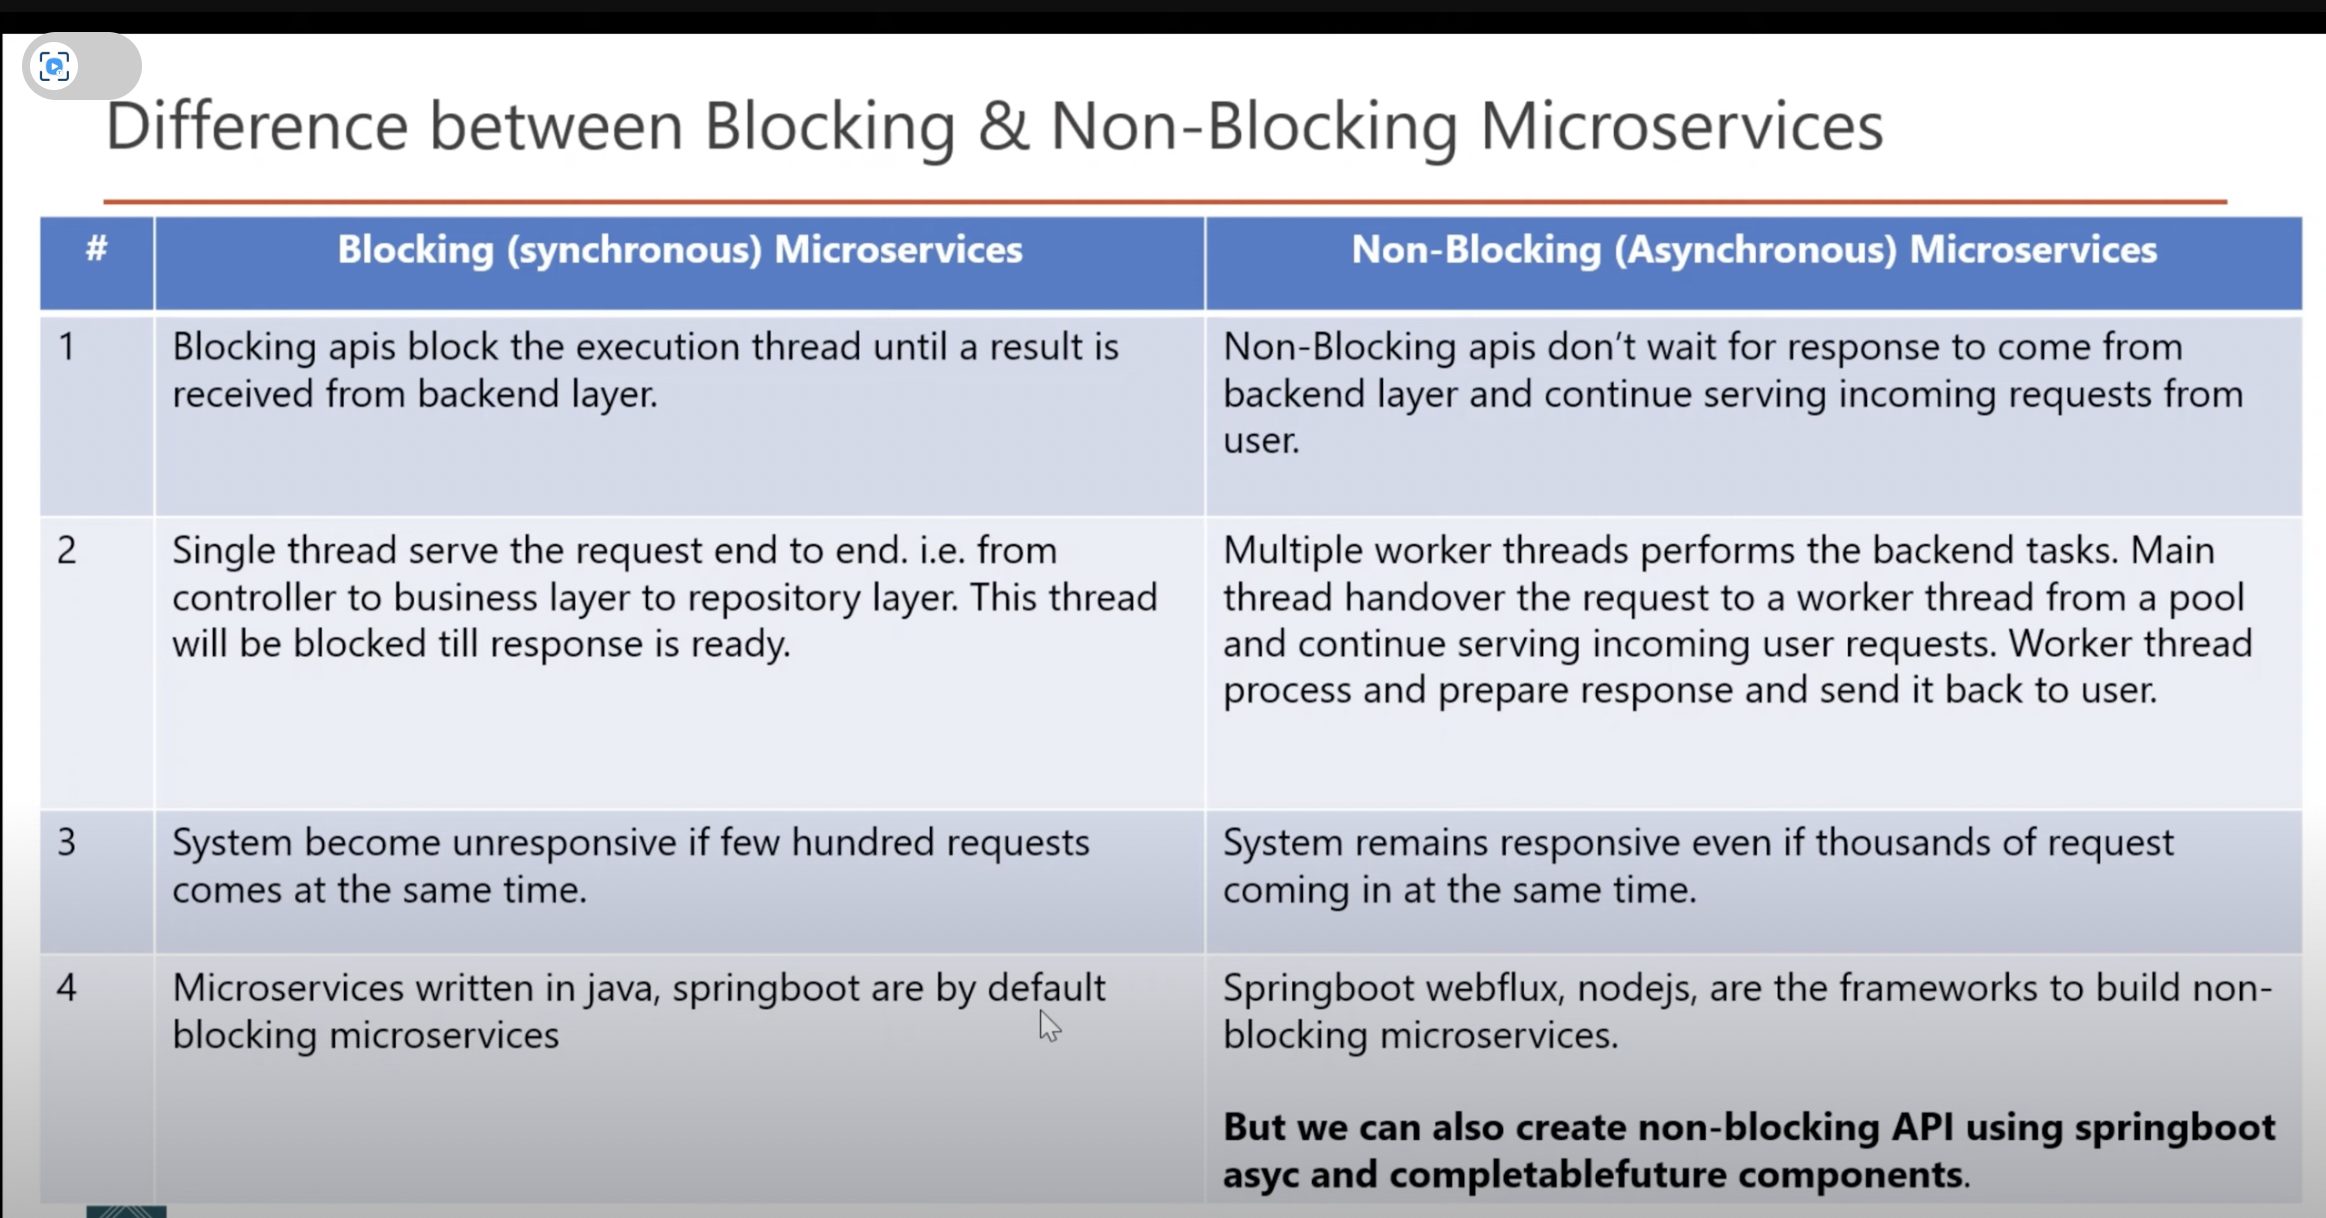 Difference between Blocking & Non-Blocking Microservices
#
Blocking (synchronous) Microservices
Non-Blocking (Asynchronous) Microservices
1
Blocking apis block the execution thread until a result is
received from backend layer.
Non-Blocking apis don’t wait for response to come from
backend layer and continue serving incoming requests from
user.
2
Single thread serve the request end to end. i.e. from
controller to business layer to repository layer. This thread
will be blocked till response is ready.
Multiple worker threads performs the backend tasks. Main
thread handover the request to a worker thread from a pool
and continue serving incoming user requests. Worker thread
process and prepare response and send it back to user.
3
System become unresponsive if few hundred requests
comes at the same time.
System remains responsive even if thousands of request
coming in at the same time.
4
Microservices written in java, springboot are by default
blocking microservices
Springboot webflux, nodejs, are the frameworks to build non-
blocking microservices.
But we can also create non-blocking API using springboot
asyc and completablefuture components.